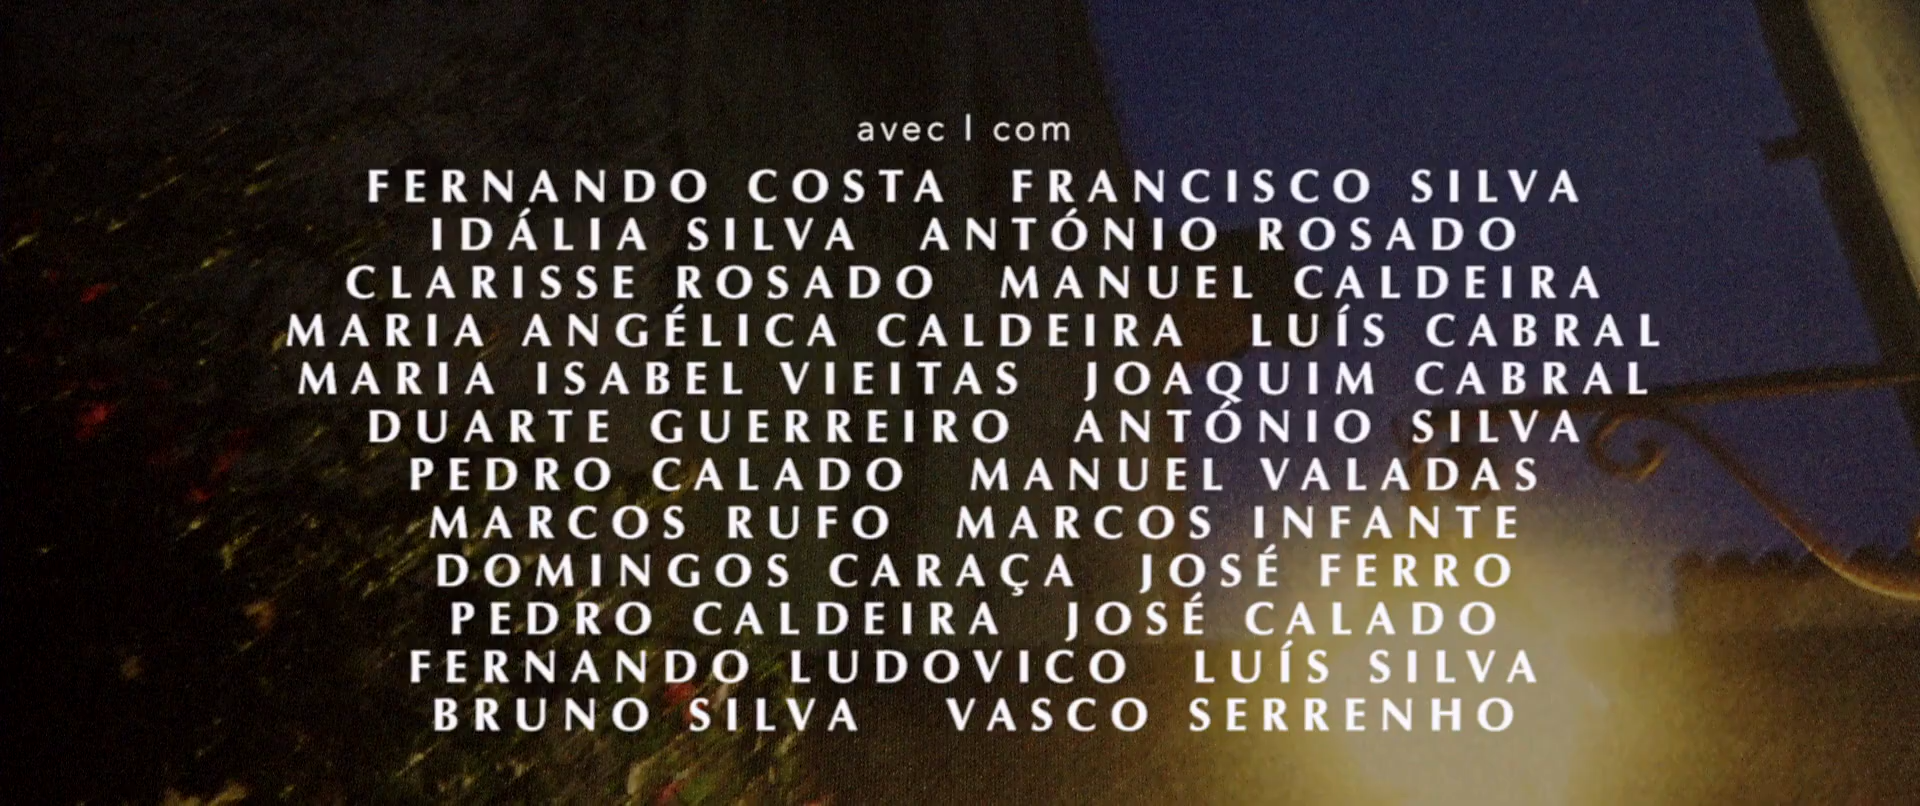 avec | com
FERNANDO COSTA FRANCISCO SILVA
IDÁLIA SILVA ANTÓNIO ROSADO
CLARISSE ROSADO MANUEL CALDEIRA
MARIA ANGÉLICA CALDEIRA LUÍS CABRAL
MARIA ISABEL VIEITAS JOAQUIM CABRAL
DUARTE GUERREIRO ANTÓNIO SILVA
PEDRO CALADO MANUEL VALADAS
MARCOS RUFO MARCOS INFANTE
DOMINGOS CARAÇA JOSÉ FERRO
PEDRO CALDEIRA JOSÉ CALADO
FERNANDO LUDOVICO LUÍS SILVA
BRUNO SILVA VASCO SERRENHO